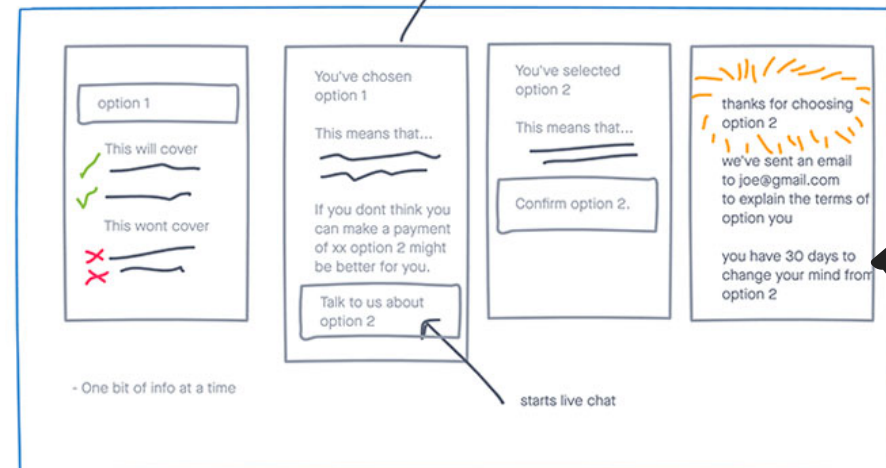 option 1
This will cover
This wont cover
You've chosen
option 1
This means that...
If you dont think you
can make a payment
of xx option 2 might
be better for you.
Talk to us about
option 2
You've selected
option 2
This means that...
Confirm option 2.
thanks for choosing
option 2
we've sent an email
to joe@gmail.com
to explain the terms of
option you
you have 30 days to
change your mind from
option 2
- One bit of info at a time
starts live chat